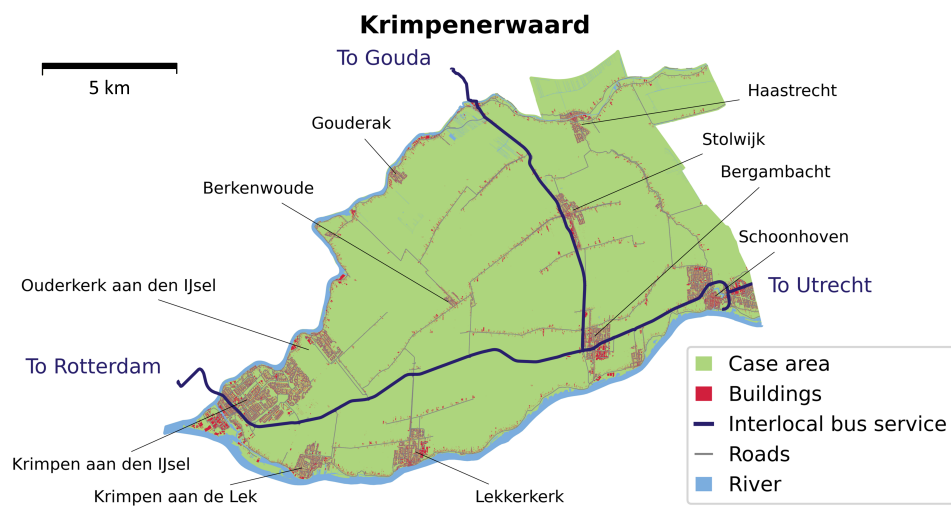 Krimpenerwaard
To Gouda
5 km
Haastrecht
Gouderak
Stolwijk
Bergambacht
Berkenwoude
Schoonhoven
Ouderkerk aan den IJsel
To Utrecht
To Rotterdam
Case area
Buildings
Interlocal bus service
Roads
River
Krimpen aan den IJsel
Krimpen aan de Lek
Lekkerkerk